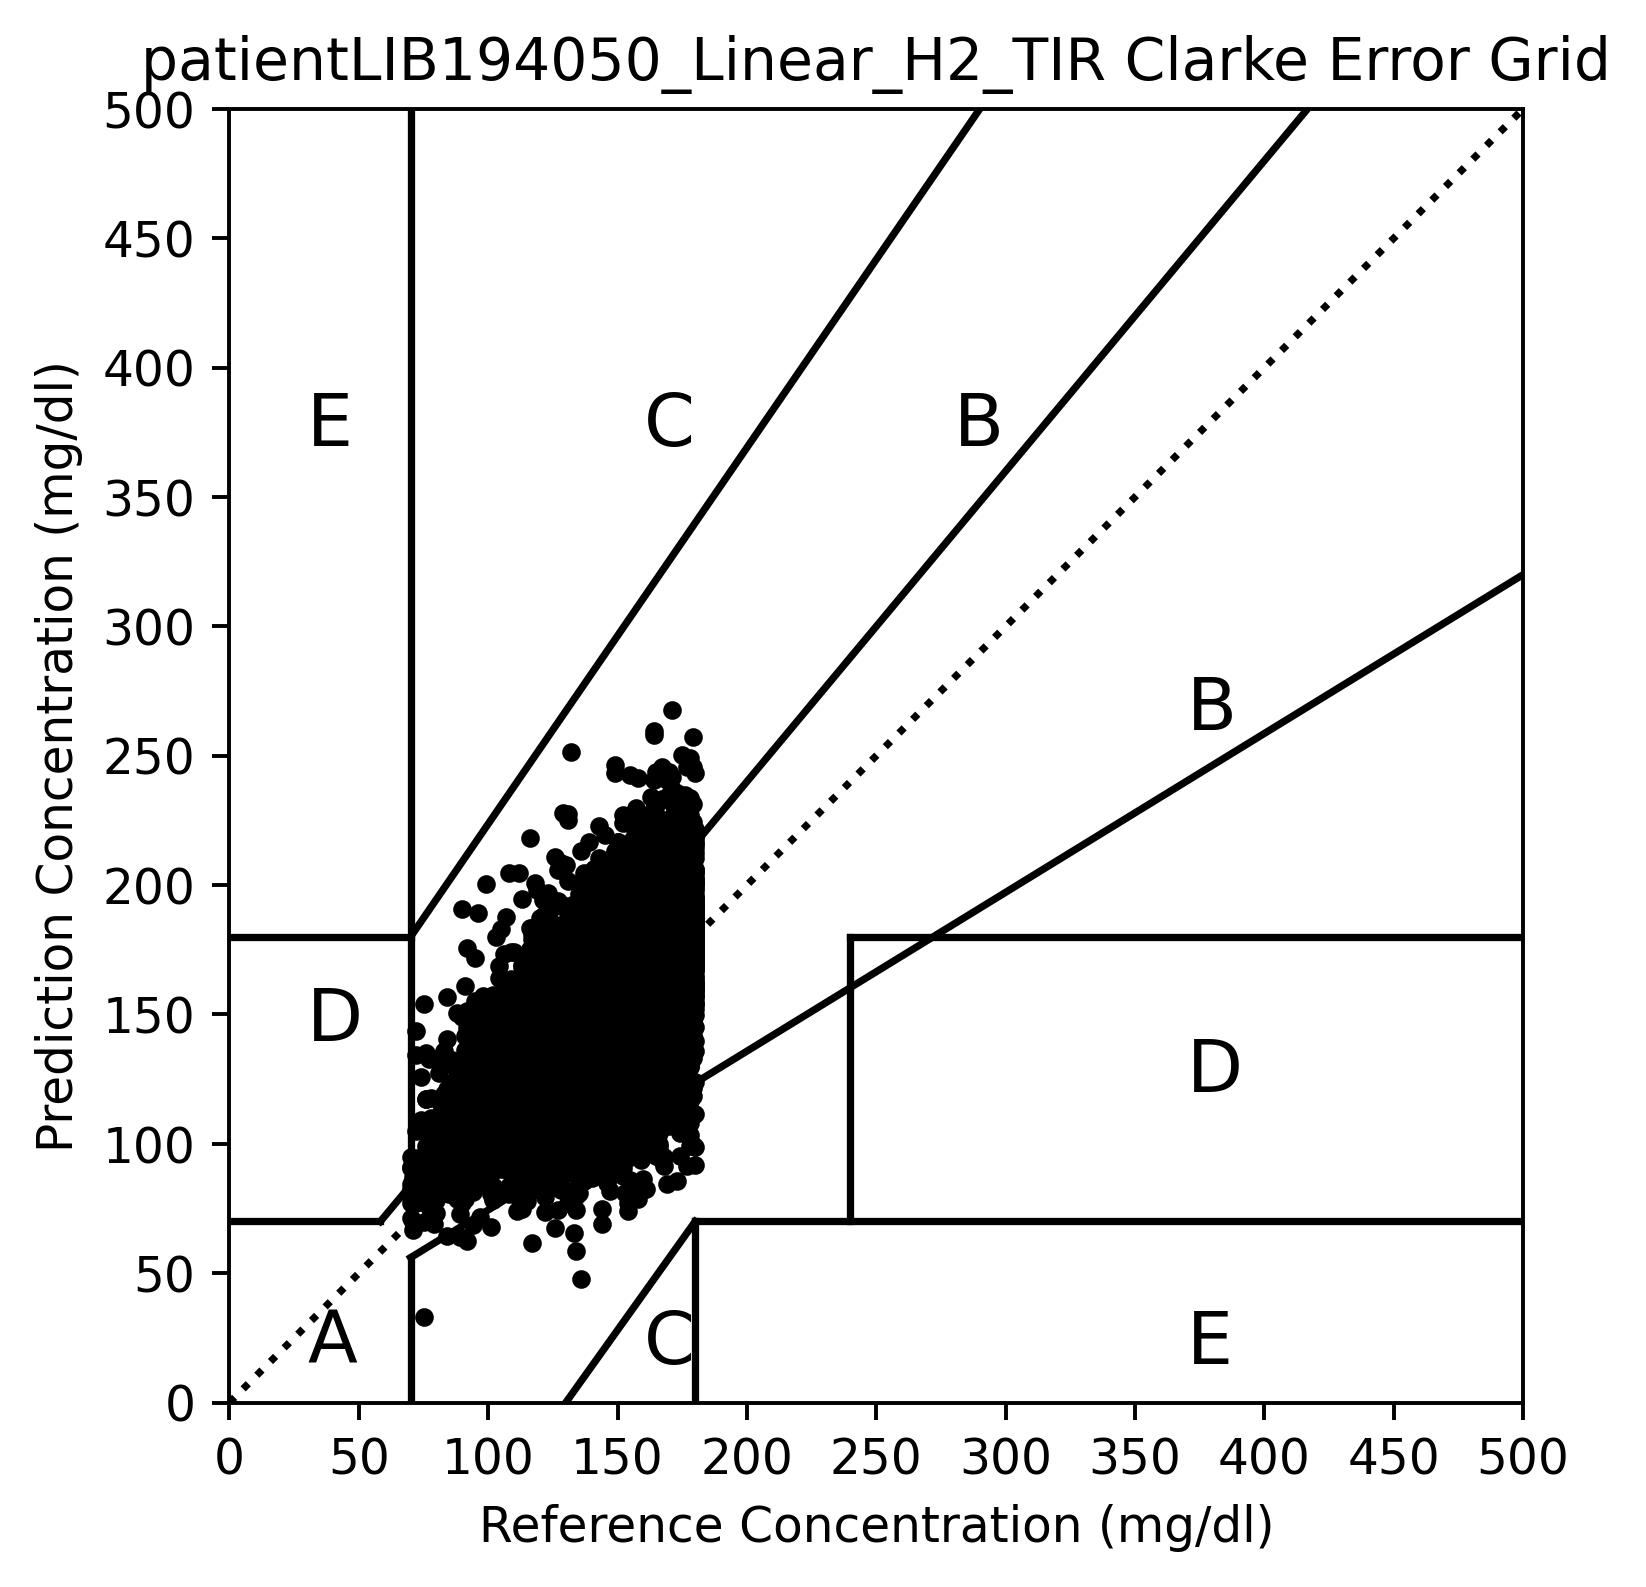 patientLIB194050_Linear_H2_TIR Clarke Error Grid
500
450
400
350
300
250
200
150
100
50
0
Prediction Concentration (mg/dl)
E
C
B
B
D
D
A
C
E
0 50 100 150 200 250 300 350 400 450 500
Reference Concentration (mg/dl)